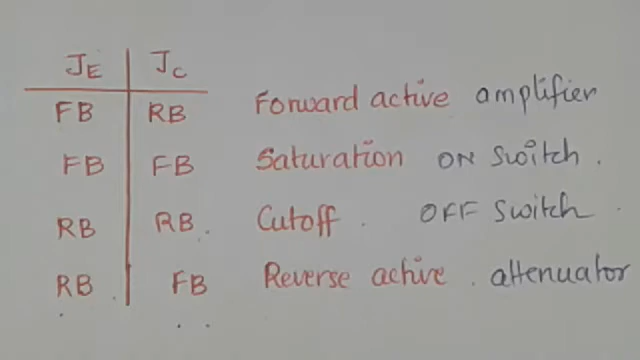 JE JC
FB RB Forward active amplifier
FB FB Saturation ON switch.
RB RB. Cutoff. OFF switch.
RB. FB Reverse active. attenuator